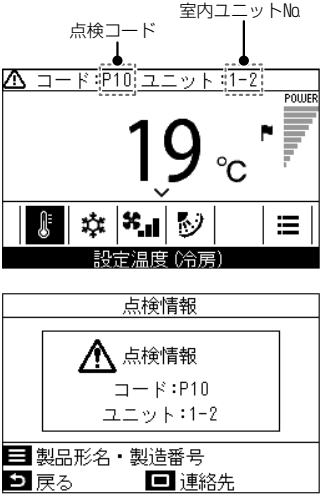 室内ユニットNo.
点検コード
コード:P10 ユニット:1-2
POWER
19 ℃
設定温度(冷房)
点検情報
点検情報
コード:P10
ユニット:1-2
製品形名・製造番号
戻る 連絡先